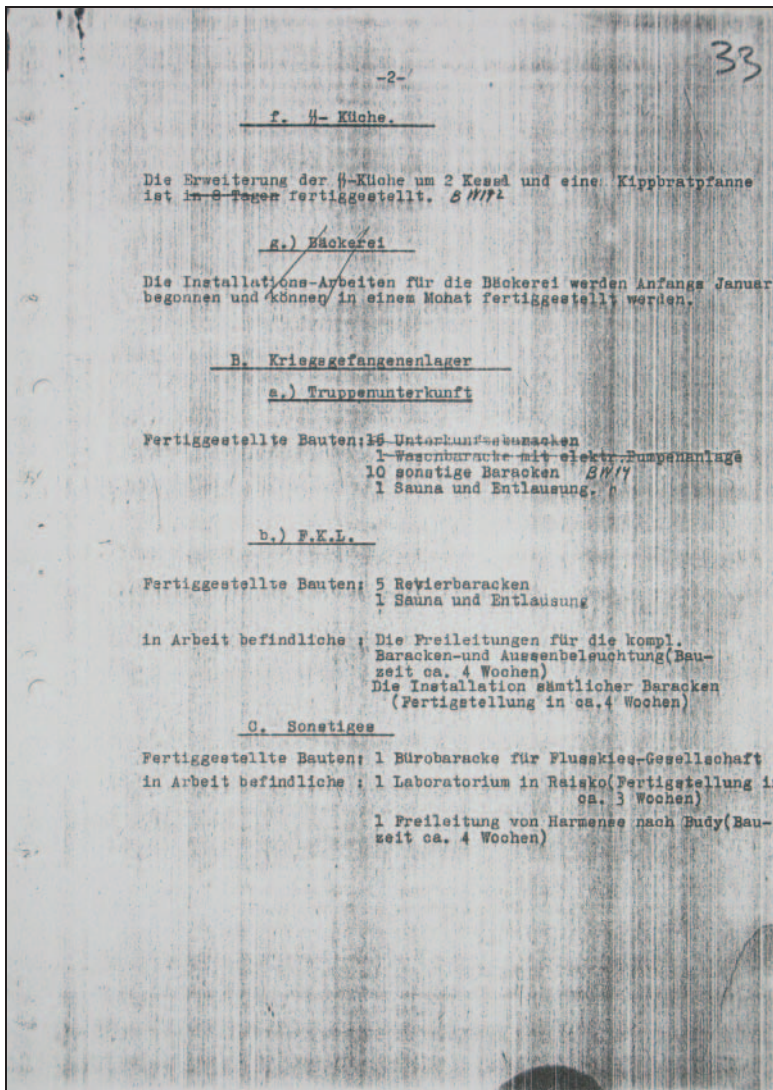 33
-2-
f. ᛋᛋ- Küche.
Die Erweiterung der ᛋᛋ-Küche um 2 Kessel und eine Kippbratpfanne
ist in 8 Tagen fertiggestellt.
g.) Bäckerei
Die Installations-Arbeiten für die Bäckerei werden Anfangs Januar
begonnen und können in einem Monat fertiggestellt werden.
B. Kriegsgefangenenlager
a.) Truppenunterkunft
Fertiggestellte Bauten: 16 Unterkunftsbaracken
1 Waschbaracke mit elektr.Pumpenanlage
10 sonstige Baracken BW14
1 Sauna und Entlausung.
b.) F.K.L.
Fertiggestellte Bauten: 5 Revierbaracken
1 Sauna und Entlausung
in Arbeit befindliche : Die Freileitungen für die kompl.
Baracken-und Aussenbeleuchtung(Bau-
zeit ca. 4 Wochen)
Die Installation sämtlicher Baracken
(Fertigstellung in ca.4 Wochen)
C. Sonstiges
Fertiggestellte Bauten: 1 Bürobaracke für Flusskies-Gesellschaft
in Arbeit befindliche : 1 Laboratorium in Raisko(Fertigstellung in
ca. 3 Wochen)
1 Freileitung von Harmense nach Budy(Bau-
zeit ca. 4 Wochen)